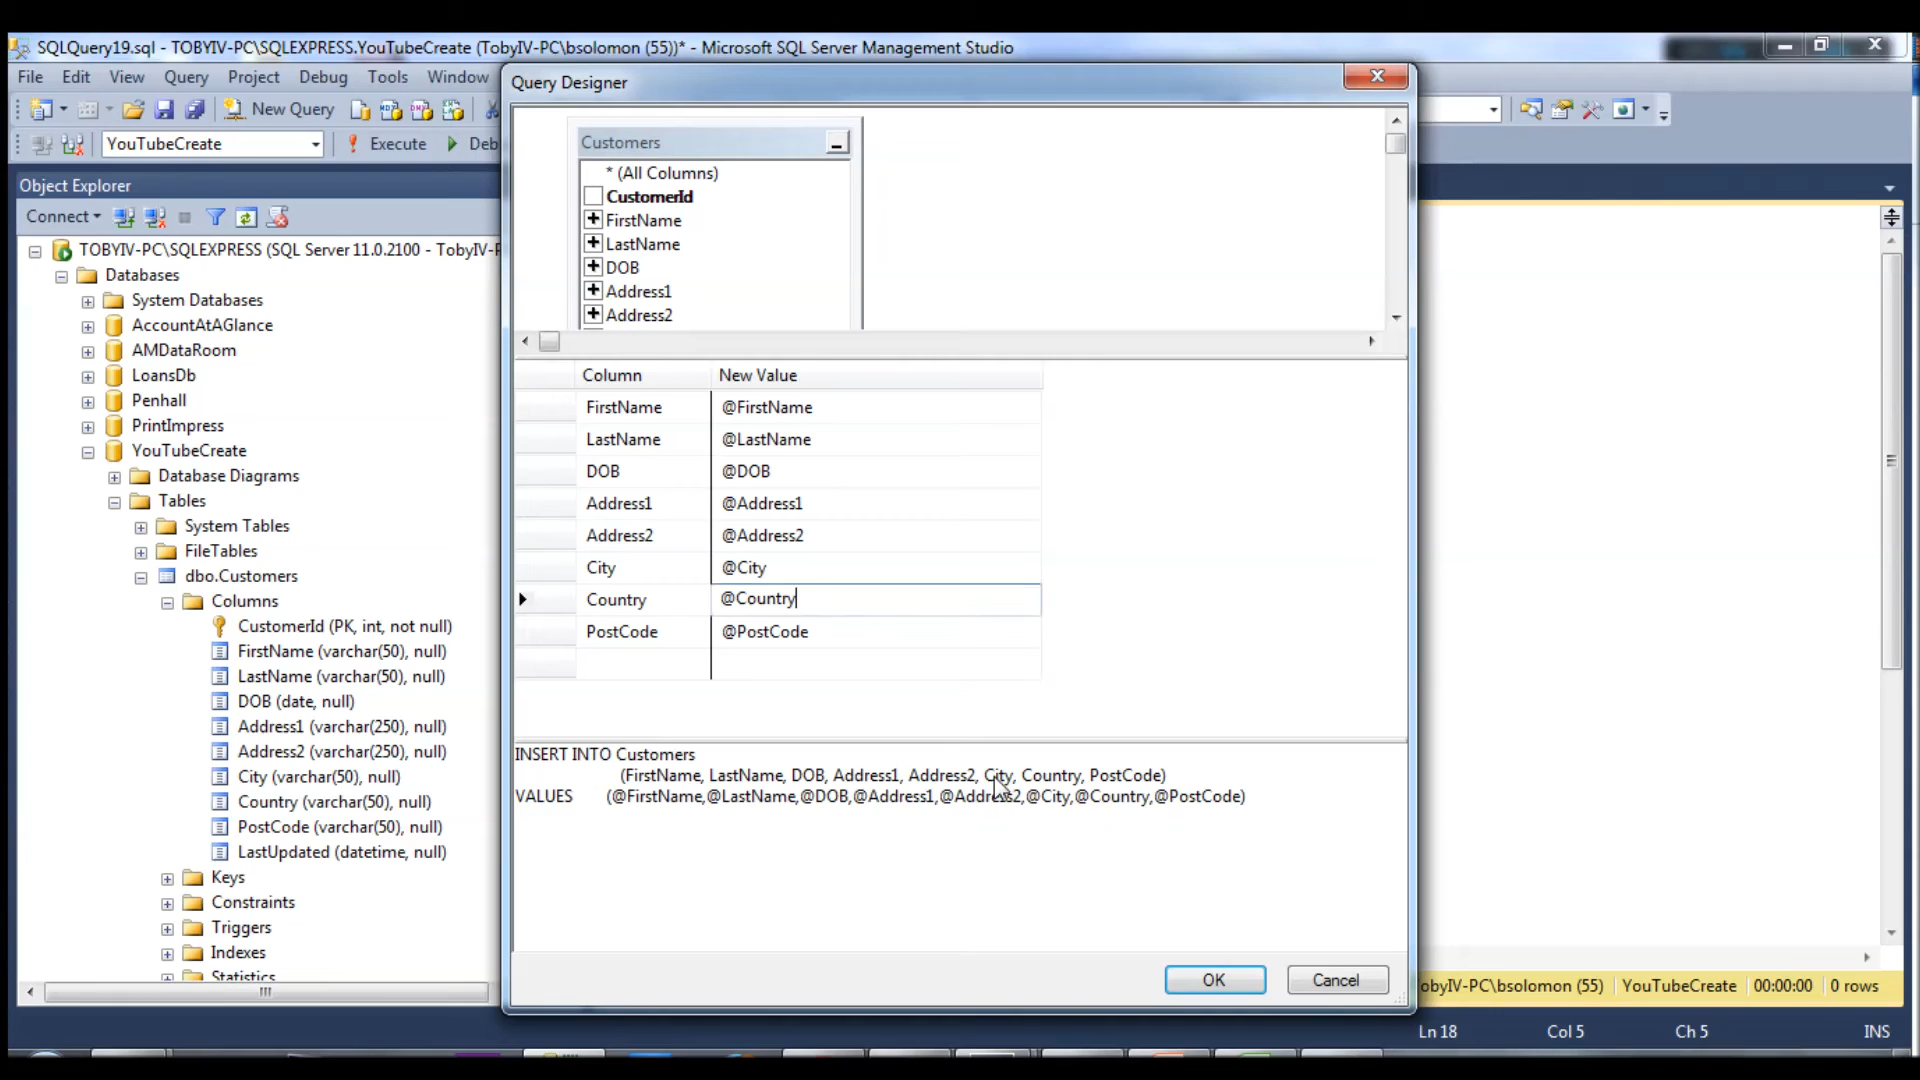 SQLQuery19.sql - TOBYIV-PC\SQLEXPRESS.YouTubeCreate (TobyIV-PC\bsolomon (55))* - Microsoft SQL Server Management Studio
File Edit View Query Project Debug Tools Window
New Query
YouTubeCreate
Execute
Object Explorer
Connect
TOBYIV-PC\SQLEXPRESS (SQL Server 11.0.2100 - TobyIV-P
Databases
System Databases
AccountAtAGlance
AMDataRoom
LoansDb
Penhall
PrintImpress
YouTubeCreate
Database Diagrams
Tables
System Tables
FileTables
dbo.Customers
Columns
CustomerId (PK, int, not null)
FirstName (varchar(50), null)
LastName (varchar(50), null)
DOB (date, null)
Address1 (varchar(250), null)
Address2 (varchar(250), null)
City (varchar(50), null)
Country (varchar(50), null)
PostCode (varchar(50), null)
LastUpdated (datetime, null)
Keys
Constraints
Triggers
Indexes
Statistics
Query Designer
Customers
* (All Columns)
CustomerId
FirstName
LastName
DOB
Address1
Address2
Column New Value
FirstName @FirstName
LastName @LastName
DOB @DOB
Address1 @Address1
Address2 @Address2
City @City
Country @Country
PostCode @PostCode
INSERT INTO Customers
(FirstName, LastName, DOB, Address1, Address2, City, Country, PostCode)
VALUES (@FirstName,@LastName,@DOB,@Address1,@Address2,@City,@Country,@PostCode)
OK Cancel
obyIV-PC\bsolomon (55) YouTubeCreate 00:00:00 0 rows
Ln 18 Col 5 Ch 5 INS